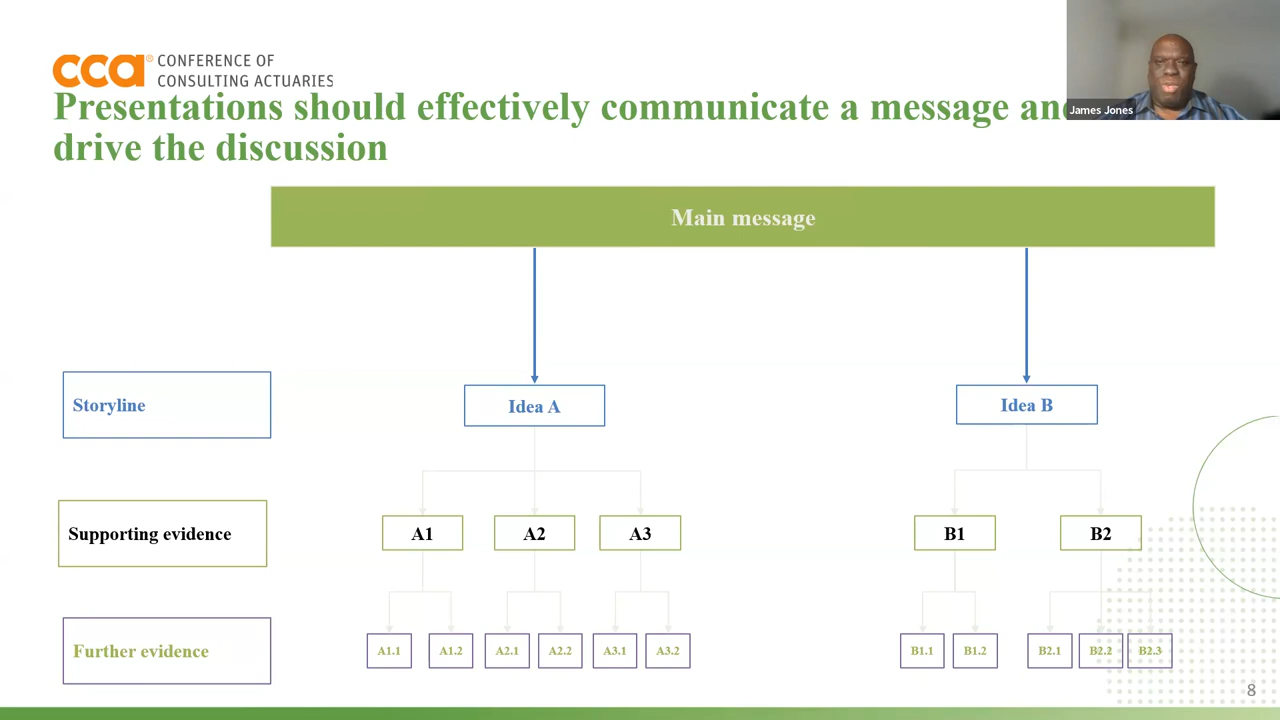 cca® CONFERENCE OF
CONSULTING ACTUARIES
Presentations should effectively communicate a message and
drive the discussion
James Jones
Main message
Storyline
Idea A
Idea B
Supporting evidence
A1
A2
A3
B1
B2
Further evidence
A1.1
A1.2
A2.1
A2.2
A3.1
A3.2
B1.1
B1.2
B2.1
B2.2
B2.3
8